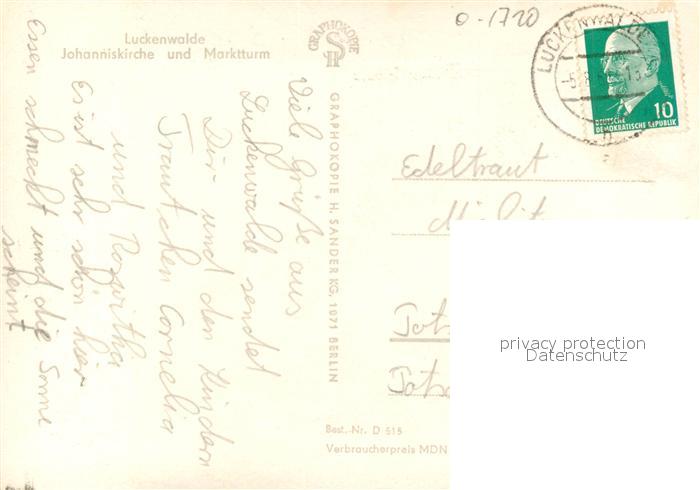 Luckenwalde
Johanniskirche und Marktturm
GRAPHOKOPIE
H S
0-1720
LUCKENWALDE
10
DEUTSCHE
DEMOKRATISCHE REPUBLIK
Viele Grüße aus
Luckenwalde sendet
Dir und den Kindern
Trautchen Cornelia
und Roswitha
Es ist sehr schön hier
Essen schmeckt und die Sonne
scheint
GRAPHOKOPIE H. SANDER KG, 1071 BERLIN
Edeltraut
Best.-Nr. D 515
Verbraucherpreis MDN
privacy protection
Datenschutz